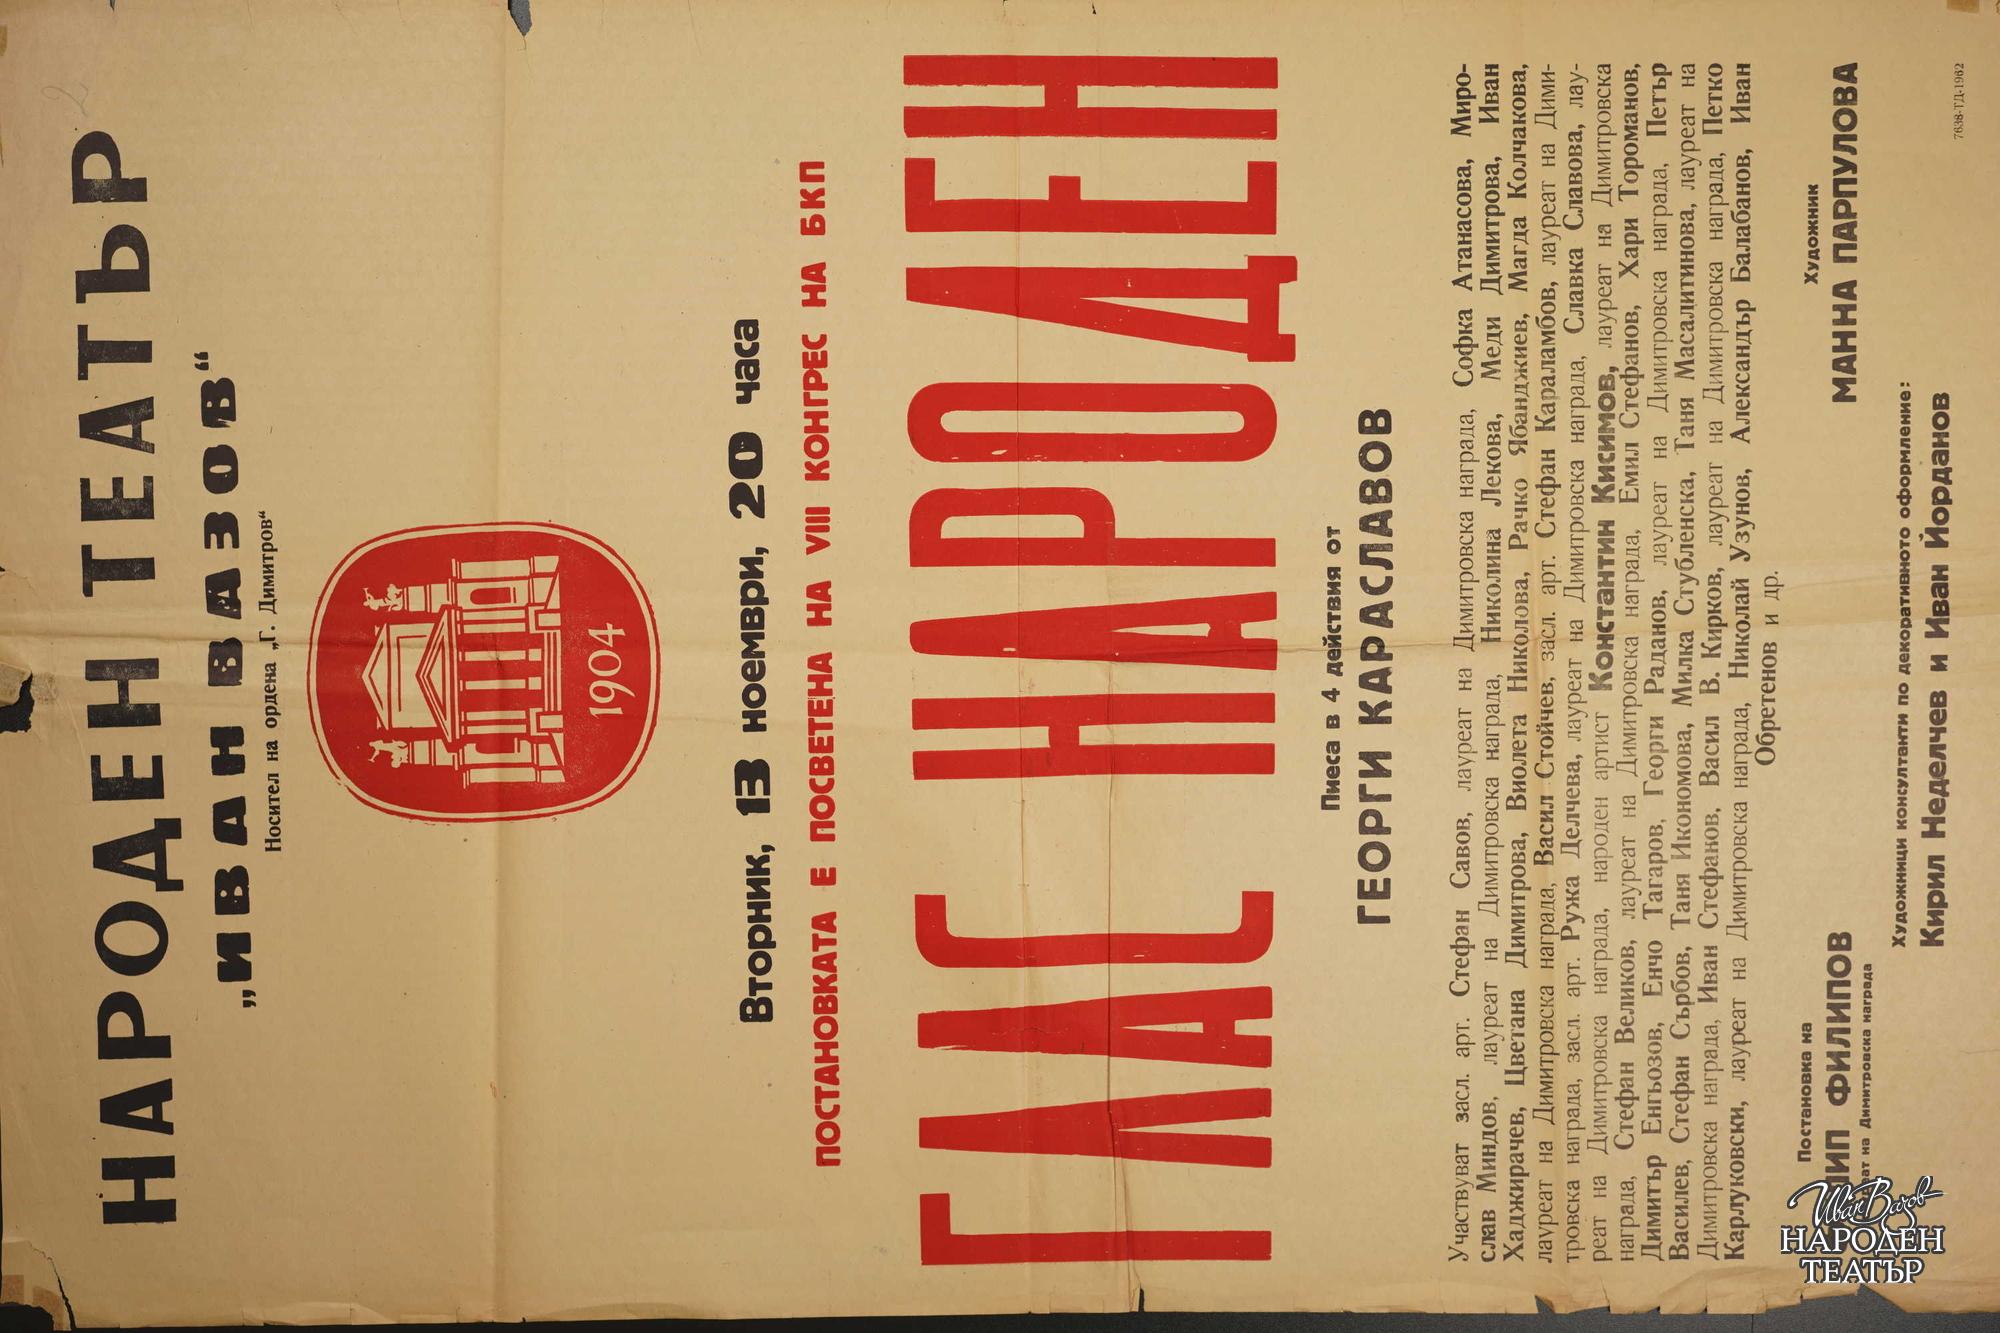 НАРОДЕН ТЕАТЪР
„ИВАН ВАЗОВ“
Носител на ордена „Г. Димитров“
1904
Вторник, 13 ноември, 20 часа
ПОСТАНОВКАТА Е ПОСВЕТЕНА НА VIII КОНГРЕС НА БКП
ГЛАС НАРОДЕН
Пиеса в 4 действия от
ГЕОРГИ КАРАСЛАВОВ
Участвуват засл. арт. Стефан Савов, лауреат на Димитровска награда, Софка Атанасова, Миро-
слав Миндов, лауреат на Димитровска награда, Николина Лекова, Меди Димитрова, Иван
Хаджирачев, Цветана Димитрова, Виолета Николова, Рачко Ябанджиев, Магда Колчакова,
лауреат на Димитровска награда, Васил Стойчев, засл. арт. Стефан Караламбов, лауреат на Дими-
тровска награда, засл. арт. Ружа Делчева, лауреат на Димитровска награда, Славка Славова, лау-
реат на Димитровска награда, народен артист Константин Кисимов, лауреат на Димитровска
награда, Стефан Великов, лауреат на Димитровска награда, Емил Стефанов, Хари Тороманов,
Димитър Енгьозов, Енчо Тагаров, Георги Раданов, лауреат на Димитровска награда, Петър
Василев, Стефан Сърбов, Таня Икономова, Милка Стубленска, Таня Масалитинова, лауреат на
Димитровска награда, Иван Стефанов, Васил В. Кирков, лауреат на Димитровска награда, Петко
Карлуковски, лауреат на Димитровска награда, Николай Узунов, Александър Балабанов, Иван
Обретенов и др.
Постановка на
ФИЛИПОВ
на Димитровска награда
Художник
МАННА ПАРПУЛОВА
Художници консултанти по декоративното оформление:
Кирил Неделчев и Иван Йорданов
7638-ТД-1962
Иван Вазов
НАРОДЕН
ТЕАТЪР